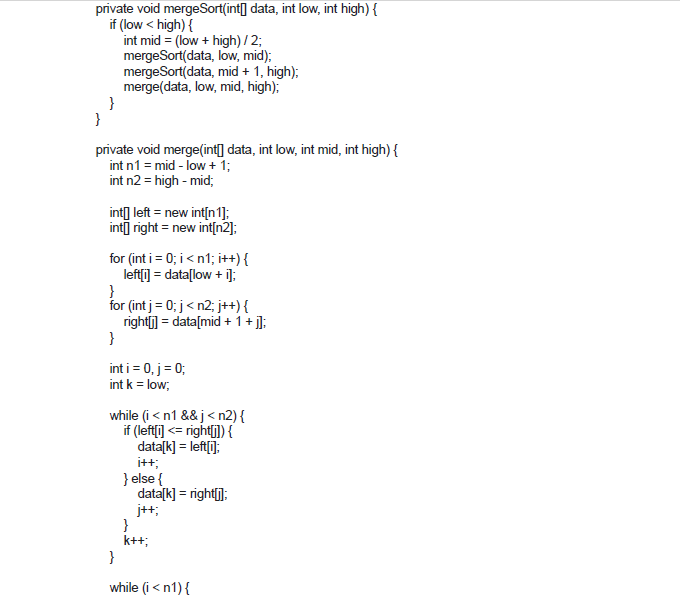 private void mergeSort(int[] data, int low, int high) {
if (low < high) {
int mid = (low + high) / 2;
mergeSort(data, low, mid);
mergeSort(data, mid + 1, high);
merge(data, low, mid, high);
}
}
private void merge(int[] data, int low, int mid, int high) {
int n1 = mid - low + 1;
int n2 = high - mid;
int[] left = new int[n1];
int[] right = new int[n2];
for (int i = 0; i < n1; i++) {
left[i] = data[low + i];
}
for (int j = 0; j < n2; j++) {
right[j] = data[mid + 1 + j];
}
int i = 0, j = 0;
int k = low;
while (i < n1 && j < n2) {
if (left[i] <= right[j]) {
data[k] = left[i];
i++;
} else {
data[k] = right[j];
j++;
}
k++;
}
while (i < n1) {